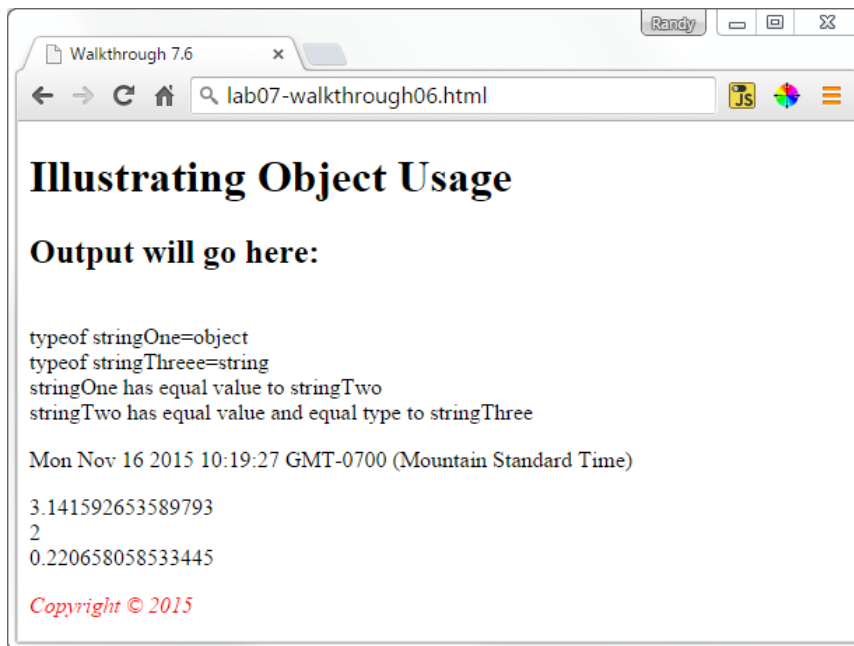 Randy
Walkthrough 7.6
lab07-walkthrough06.html
JS
Illustrating Object Usage
Output will go here:
typeof stringOne=object
typeof stringThreee=string
stringOne has equal value to stringTwo
stringTwo has equal value and equal type to stringThree
Mon Nov 16 2015 10:19:27 GMT-0700 (Mountain Standard Time)
3.141592653589793
2
0.220658058533445
Copyright © 2015